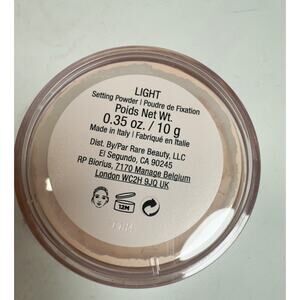 LIGHT
Setting Powder | Poudre de Fixation
Poids Net Wt.
0.35 oz. / 10 g
Made in Italy | Fabriqué en Italie
Dist. By/Par Rare Beauty, LLC
El Segundo, CA 90245
RP Biorius, 7170 Manage Belgium
London WC2H 9JQ UK
12M